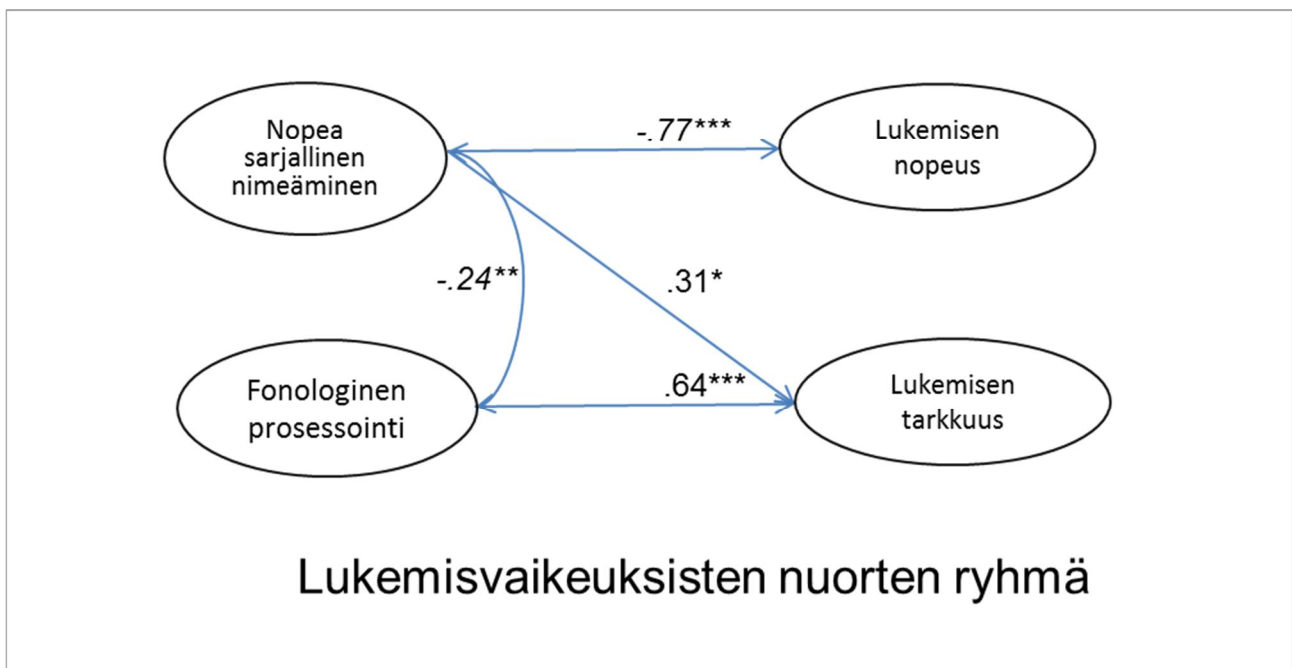 Nopea
sarjallinen
nimeäminen
-.77***
Lukemisen
nopeus
-.24**
.31*
Fonologinen
prosessointi
.64***
Lukemisen
tarkkuus
Lukemisvaikeuksisten nuorten ryhmä